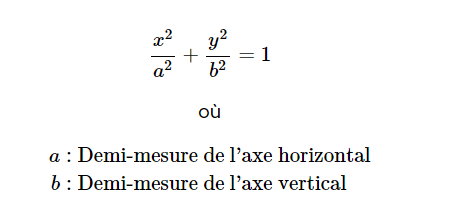 x²/a² + y²/b² = 1
où
a : Demi-mesure de l'axe horizontal
b : Demi-mesure de l'axe vertical